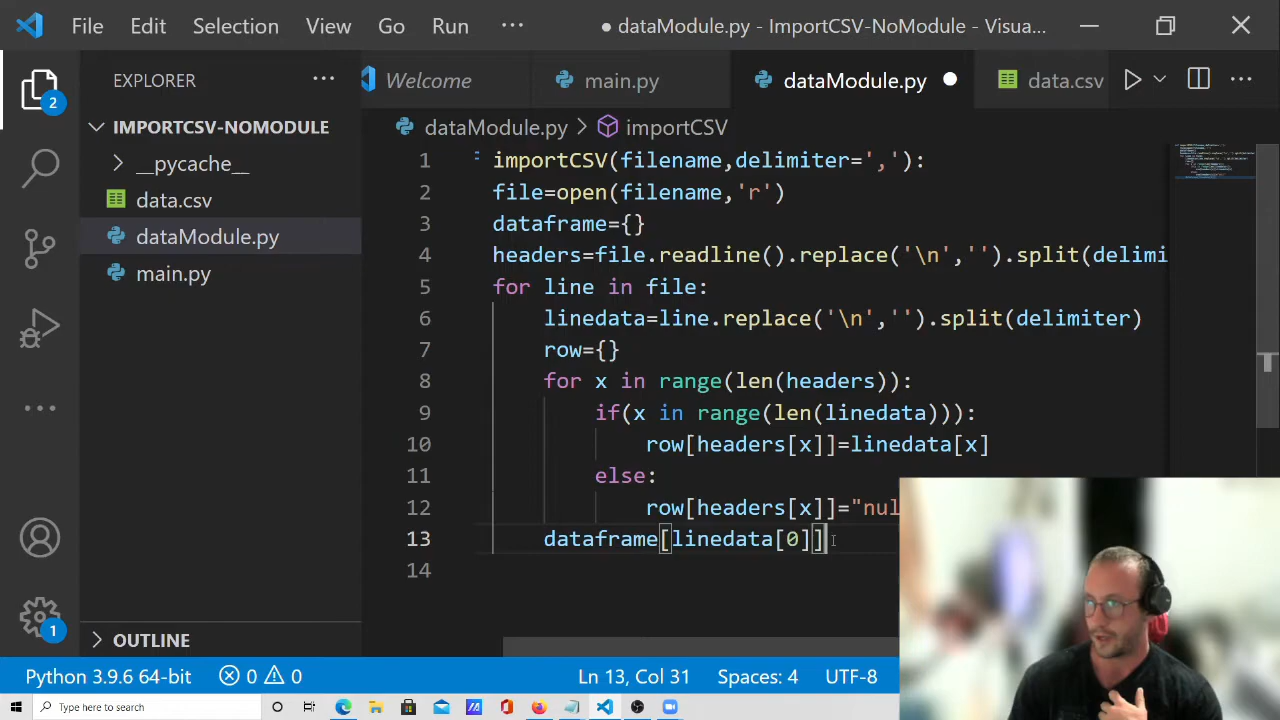 File Edit Selection View Go Run ··· ● dataModule.py - ImportCSV-NoModule - Visua...
EXPLORER ···
Welcome main.py dataModule.py data.csv ···
2
IMPORTCSV-NOMODULE
dataModule.py > importCSV
__pycache__
data.csv
dataModule.py
main.py
1 importCSV(filename,delimiter=','):
2 file=open(filename,'r')
3 dataframe={}
4 headers=file.readline().replace('\n','').split(delimi
5 for line in file:
6 linedata=line.replace('\n','').split(delimiter)
7 row={}
8 for x in range(len(headers)):
9 if(x in range(len(linedata))):
10 row[headers[x]]=linedata[x]
11 else:
12 row[headers[x]]="nul
13 dataframe[linedata[0]]
14
1
OUTLINE
Python 3.9.6 64-bit 0 0 Ln 13, Col 31 Spaces: 4 UTF-8
Type here to search